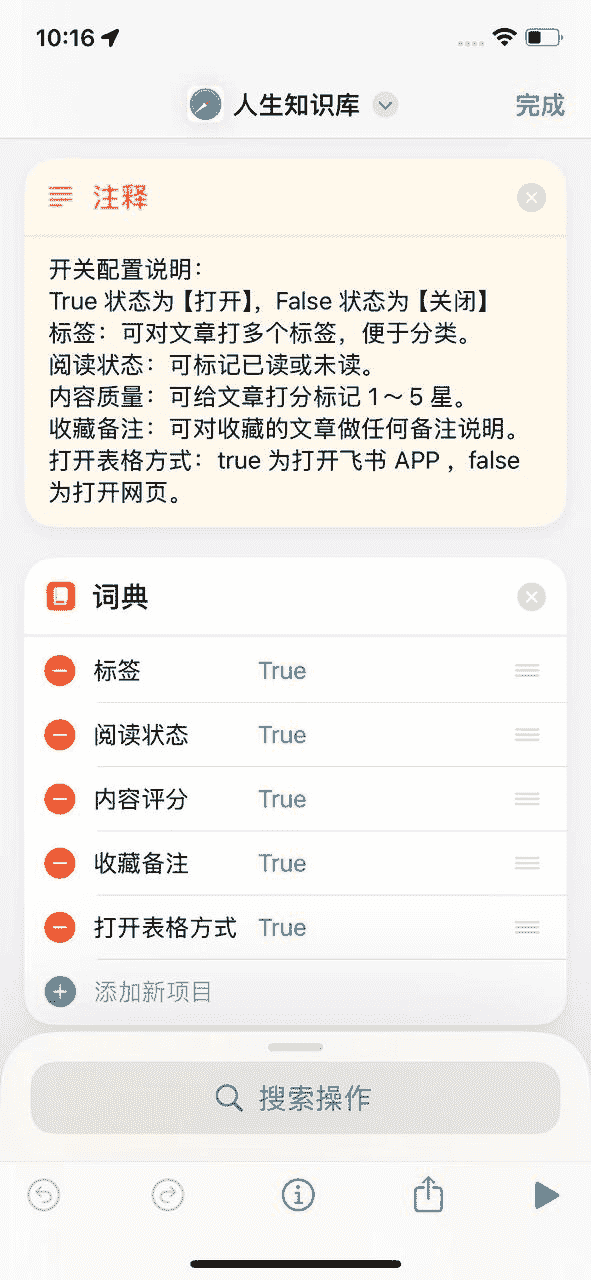 10:16
人生知识库
完成
注释
开关配置说明：
True 状态为【打开】，False 状态为【关闭】
标签：可对文章打多个标签，便于分类。
阅读状态：可标记已读或未读。
内容质量：可给文章打分标记 1～5 星。
收藏备注：可对收藏的文章做任何备注说明。
打开表格方式：true 为打开飞书 APP ，false
为打开网页。
词典
标签 True
阅读状态 True
内容评分 True
收藏备注 True
打开表格方式 True
添加新项目
搜索操作